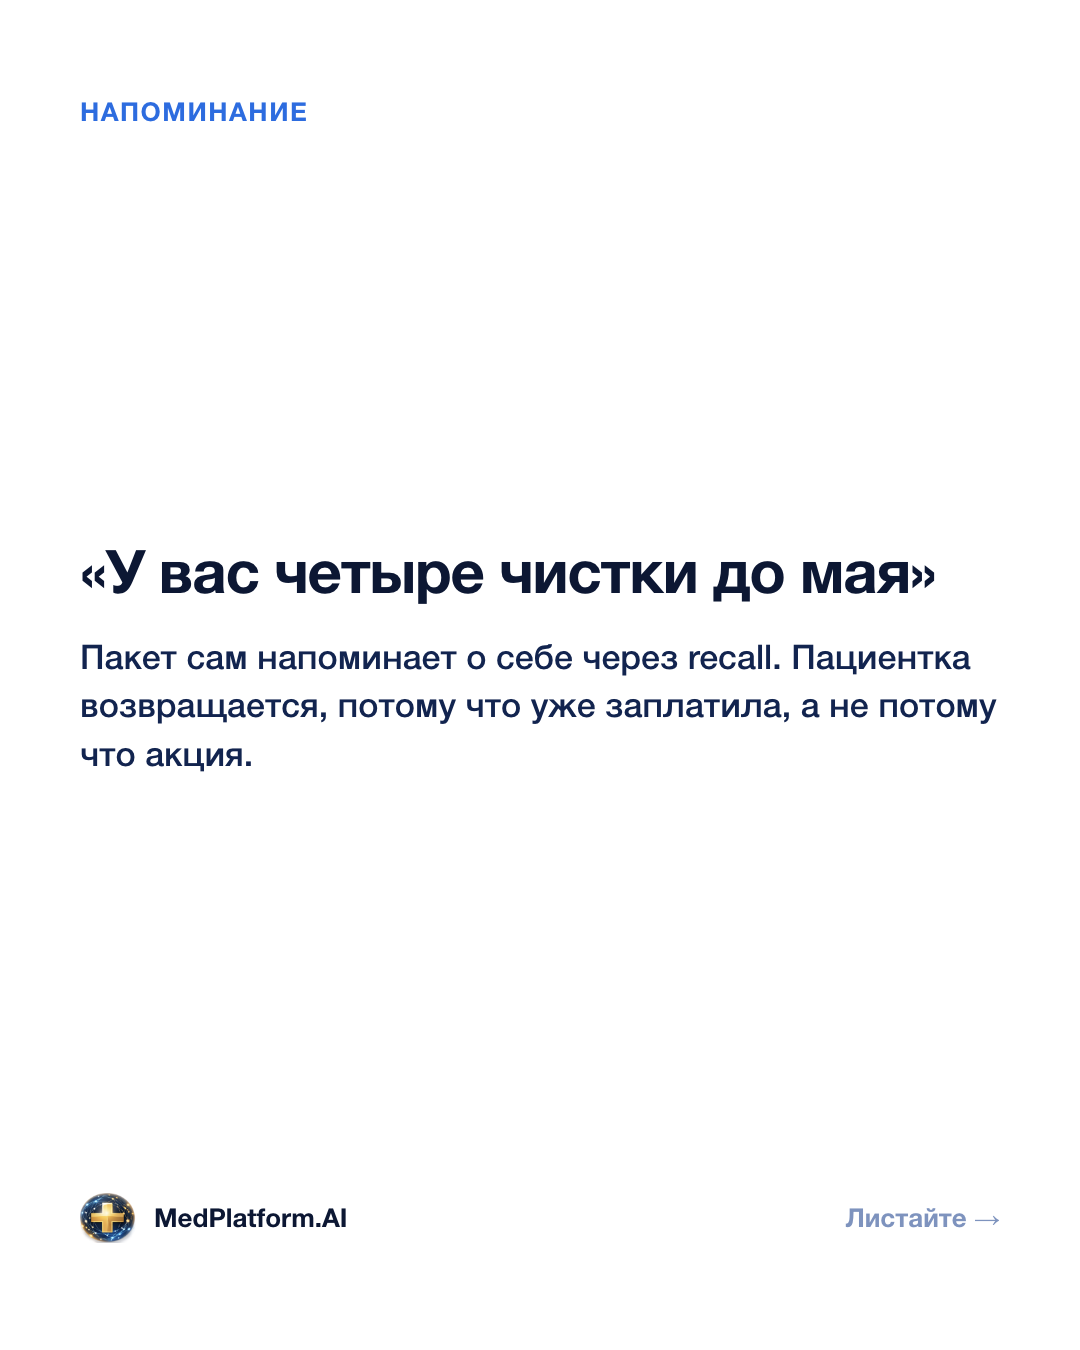 НАПОМИНАНИЕ
«У вас четыре чистки до мая»
Пакет сам напоминает о себе через recall. Пациентка
возвращается, потому что уже заплатила, а не потому
что акция.
MedPlatform.AI
Листайте →